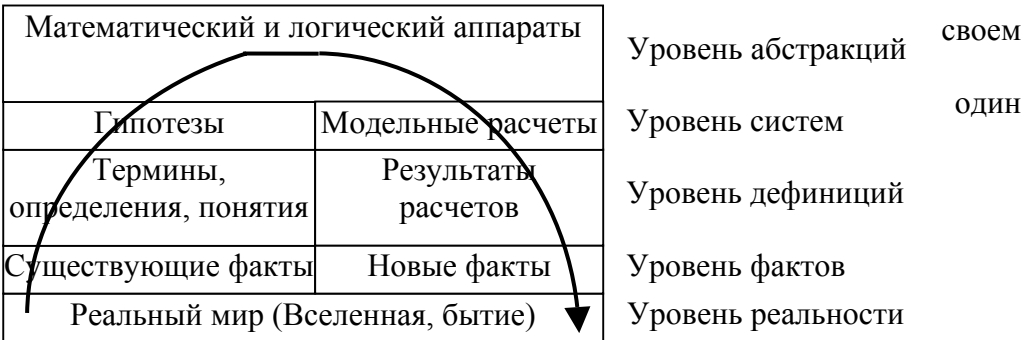 Математический и логический аппараты
Уровень абстракций
своем
Гипотезы
Модельные расчеты
Уровень систем
один
Термины,
определения, понятия
Результаты
расчетов
Уровень дефиниций
Существующие факты
Новые факты
Уровень фактов
Реальный мир (Вселенная, бытие)
Уровень реальности